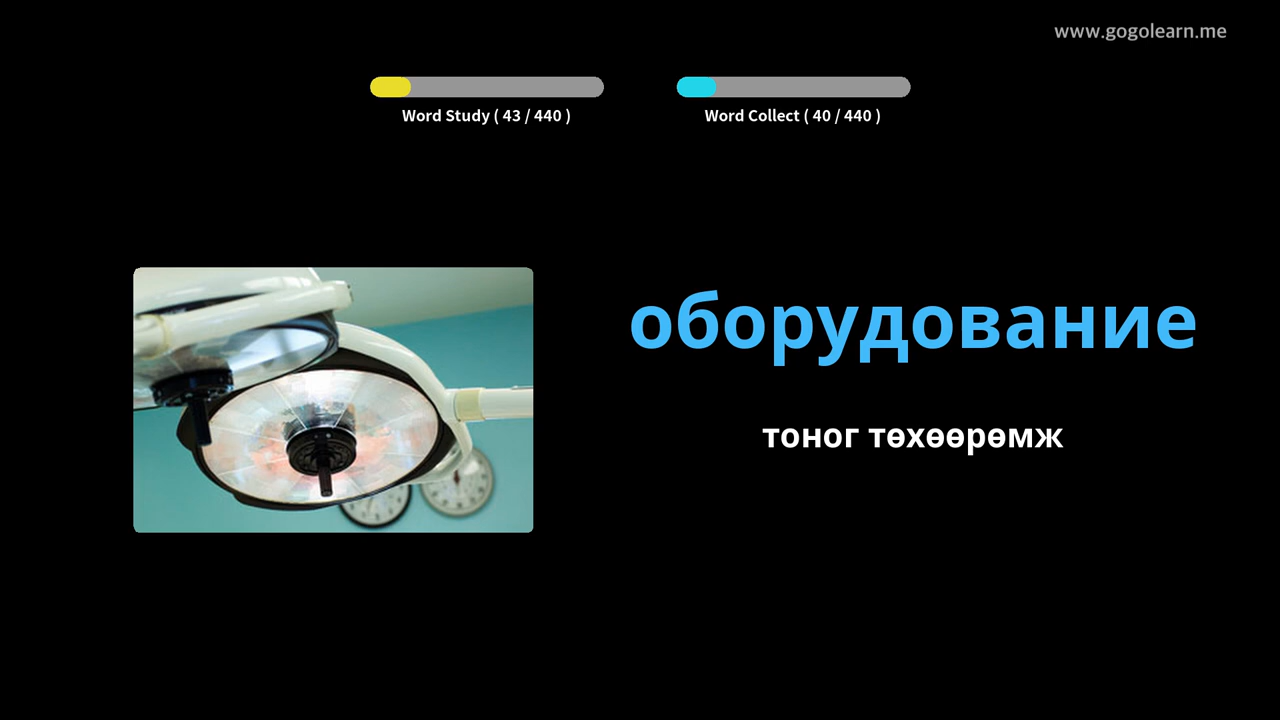 www.gogolearn.me
Word Study ( 43 / 440 )
Word Collect ( 40 / 440 )
оборудование
тоног төхөөрөмж